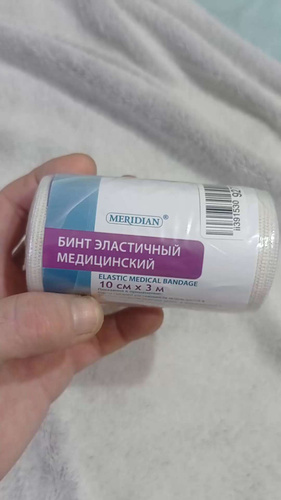 MERIDIAN®
БИНТ ЭЛАСТИЧНЫЙ
МЕДИЦИНСКИЙ
ELASTIC MEDICAL BANDAGE
10 СМ х 3 М